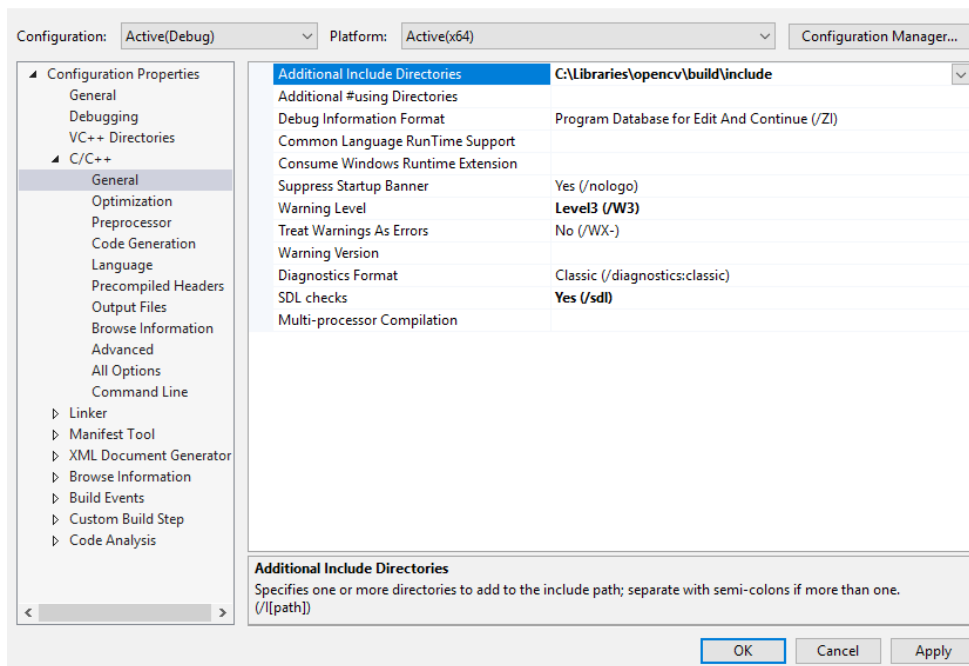 Configuration: Active(Debug) Platform: Active(x64) Configuration Manager...
Configuration Properties
General
Debugging
VC++ Directories
C/C++
General
Optimization
Preprocessor
Code Generation
Language
Precompiled Headers
Output Files
Browse Information
Advanced
All Options
Command Line
Linker
Manifest Tool
XML Document Generator
Browse Information
Build Events
Custom Build Step
Code Analysis
Additional Include Directories C:\Libraries\opencv\build\include
Additional #using Directories
Debug Information Format Program Database for Edit And Continue (/ZI)
Common Language RunTime Support
Consume Windows Runtime Extension
Suppress Startup Banner Yes (/nologo)
Warning Level Level3 (/W3)
Treat Warnings As Errors No (/WX-)
Warning Version
Diagnostics Format Classic (/diagnostics:classic)
SDL checks Yes (/sdl)
Multi-processor Compilation
Additional Include Directories
Specifies one or more directories to add to the include path; separate with semi-colons if more than one.
(/I[path])
OK Cancel Apply